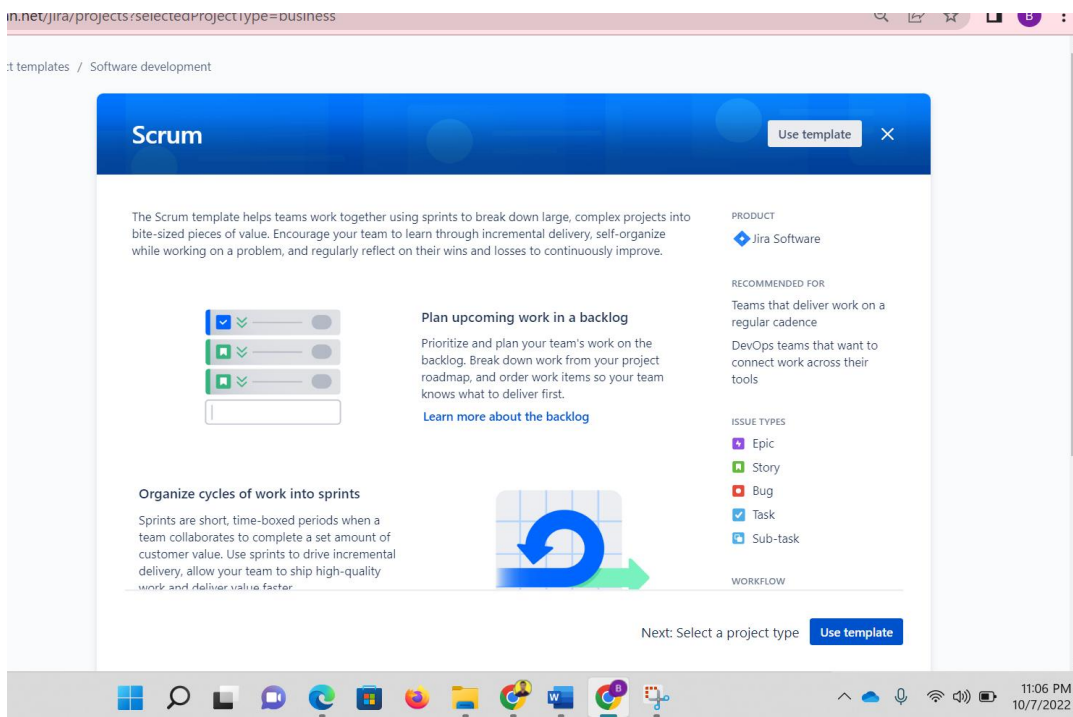 an.net/jira/projects?selectedProjectType=business
B
ct templates / Software development
Scrum
Use template
The Scrum template helps teams work together using sprints to break down large, complex projects into
bite-sized pieces of value. Encourage your team to learn through incremental delivery, self-organize
while working on a problem, and regularly reflect on their wins and losses to continuously improve.
PRODUCT
Jira Software
RECOMMENDED FOR
Teams that deliver work on a
regular cadence
DevOps teams that want to
connect work across their
tools
Plan upcoming work in a backlog
Prioritize and plan your team's work on the
backlog. Break down work from your project
roadmap, and order work items so your team
knows what to deliver first.
Learn more about the backlog
ISSUE TYPES
Epic
Story
Bug
Task
Sub-task
Organize cycles of work into sprints
Sprints are short, time-boxed periods when a
team collaborates to complete a set amount of
customer value. Use sprints to drive incremental
delivery, allow your team to ship high-quality
work and deliver value faster
WORKFLOW
Next: Select a project type
Use template
W
B
11:06 PM
10/7/2022